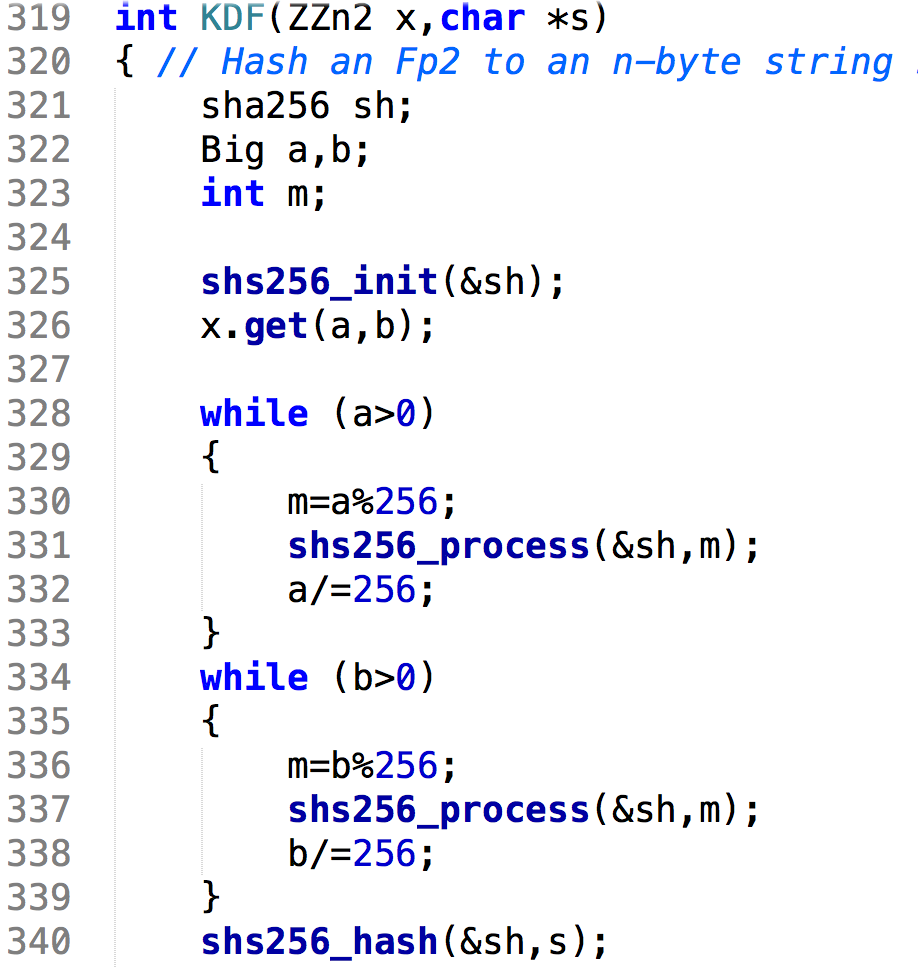 319 int KDF(ZZn2 x,char *s)
320 { // Hash an Fp2 to an n-byte string
321 sha256 sh;
322 Big a,b;
323 int m;
324
325 shs256_init(&sh);
326 x.get(a,b);
327
328 while (a>0)
329 {
330 m=a%256;
331 shs256_process(&sh,m);
332 a/=256;
333 }
334 while (b>0)
335 {
336 m=b%256;
337 shs256_process(&sh,m);
338 b/=256;
339 }
340 shs256_hash(&sh,s);